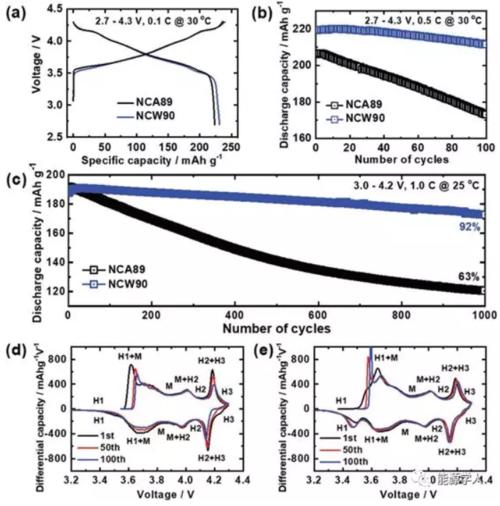 (a)
2.7 - 4.3 V, 0.1 C @ 30 °C
4.5
4.0
3.5
3.0
2.5
Voltage / V
NCA89
NCW90
0 50 100 150 200 250
Specific capacity / mAh g-1
(b)
2.7 - 4.3 V, 0.5 C @ 30 °C
220
200
180
160
Discharge capacity / mAh g-1
NCA89
NCW90
0 20 40 60 80 100
Number of cycles
(c)
3.0 - 4.2 V, 1.0 C @ 25 °C
200
180
160
140
120
Discharge capacity / mAh g-1
92%
63%
NCA89
NCW90
0 200 400 600 800 1000
Number of cycles
(d)
800
400
0
-400
-800
Differential capacity / mAhg-1V-1
H1+M
H2+H3
H1
M
M+H2
H2
H3
H1
H1+M
M
M+H2
H2
H3
H2+H3
1st
50th
100th
3.2 3.4 3.6 3.8 4.0 4.2 4.4
Voltage / V
(e)
800
400
0
-400
-800
Differential capacity / mAhg-1V-1
H1+M
H2+H3
H1
M
M+H2
H2
H3
H1
H1+M
M
M+H2
H2
H3
H2+H3
1st
50th
100th
3.2 3.4 3.6 3.8 4.0 4.2 4.4
Voltage / V
能源学人